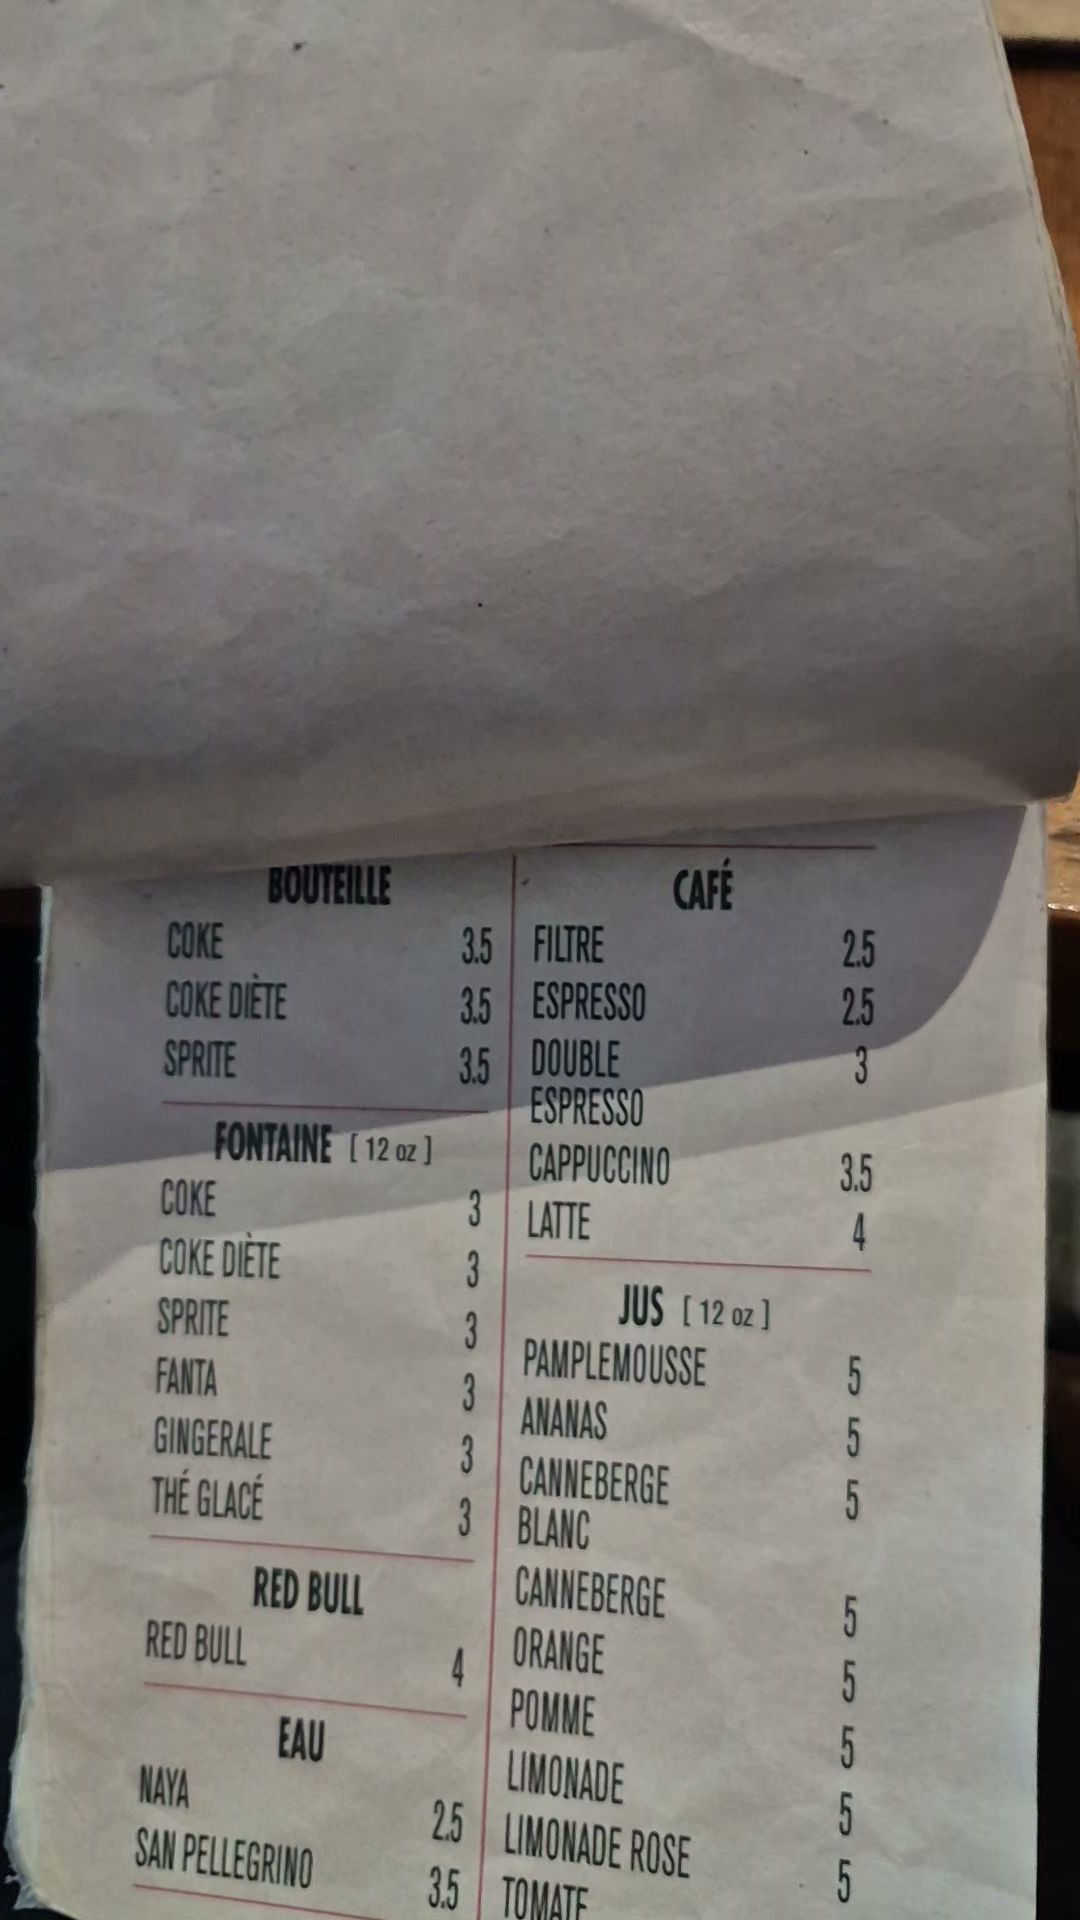 BOUTEILLE
COKE 3.5
COKE DIÈTE 3.5
SPRITE 3.5
FONTAINE [ 12 oz ]
COKE 3
COKE DIÈTE 3
SPRITE 3
FANTA 3
GINGERALE 3
THÉ GLACÉ 3
RED BULL
RED BULL 4
EAU
NAYA 2.5
SAN PELLEGRINO 3.5
CAFÉ
FILTRE 2.5
ESPRESSO 2.5
DOUBLE 3
ESPRESSO
CAPPUCCINO 3.5
LATTE 4
JUS [ 12 oz ]
PAMPLEMOUSSE 5
ANANAS 5
CANNEBERGE 5
BLANC
CANNEBERGE 5
ORANGE 5
POMME 5
LIMONADE 5
LIMONADE ROSE 5
TOMATE